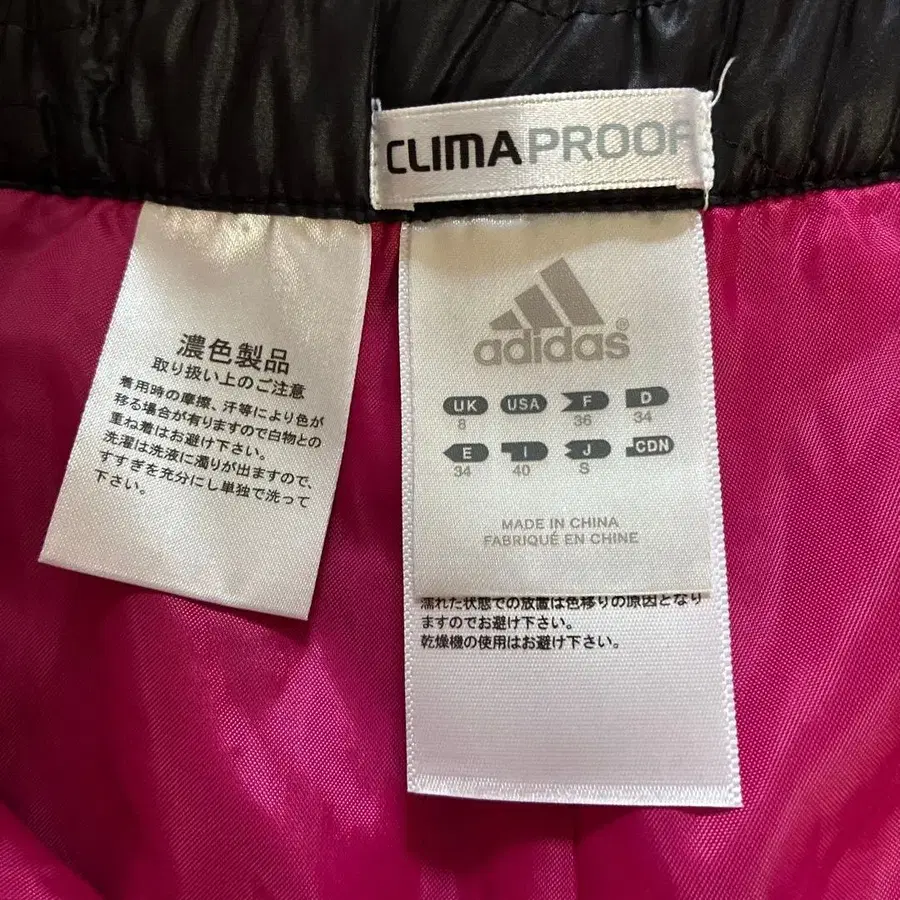 CLIMAPROOF
濃色製品
取り扱い上のご注意
着用時の摩擦、汗等により色が
移る場合が有りますので白物との
重ね着はお避け下さい。
洗濯は洗液に濁りが出ますので、
すすぎを充分にし単独で洗って
下さい。
adidas®
UK USA F D
8 36 34
E I J CDN
34 40 S
MADE IN CHINA
FABRIQUÉ EN CHINE
濡れた状態での放置は色移りの原因となり
ますのでお避け下さい。
乾燥機の使用はお避け下さい。